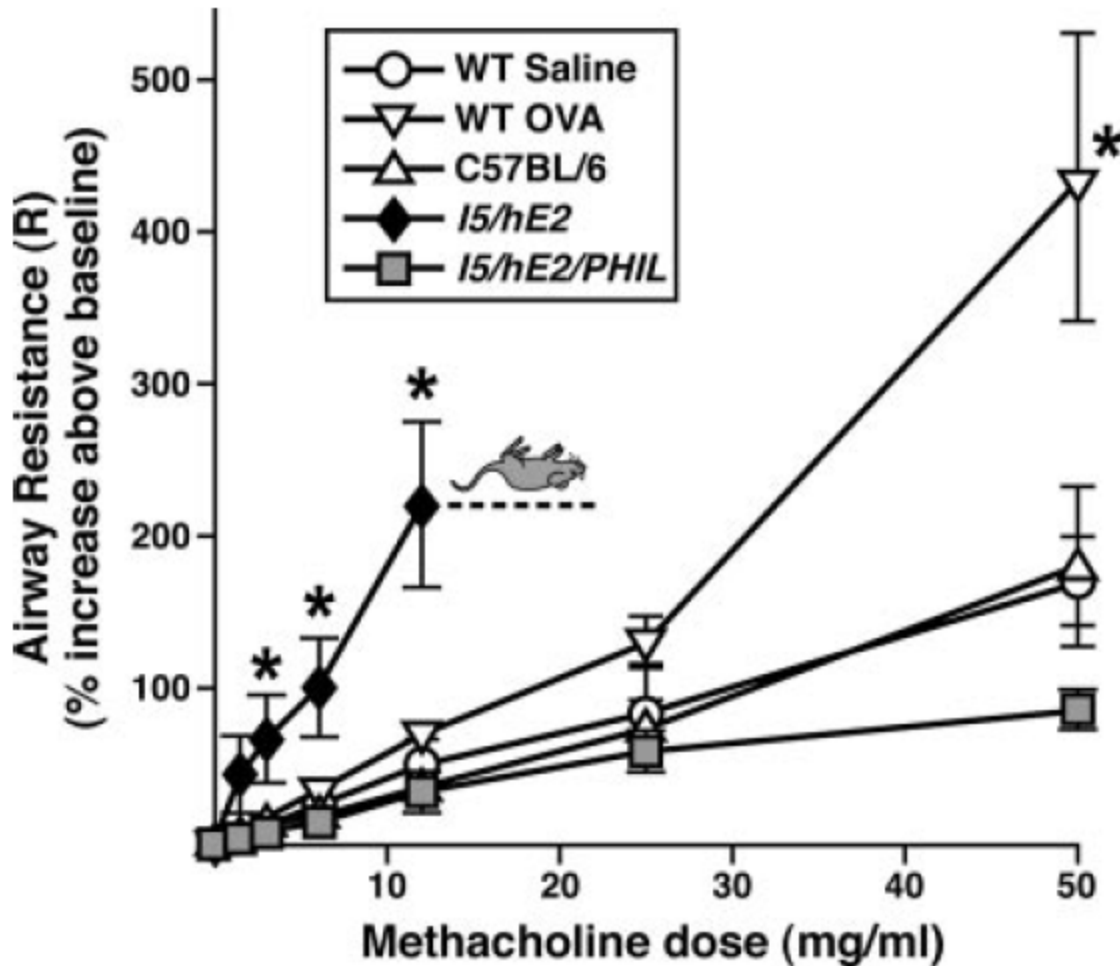 Airway Resistance (R)
(% increase above baseline)
500
400
300
200
100
WT Saline
WT OVA
C57BL/6
I5/hE2
I5/hE2/PHIL
*
*
*
*
*
10
20
30
40
50
Methacholine dose (mg/ml)